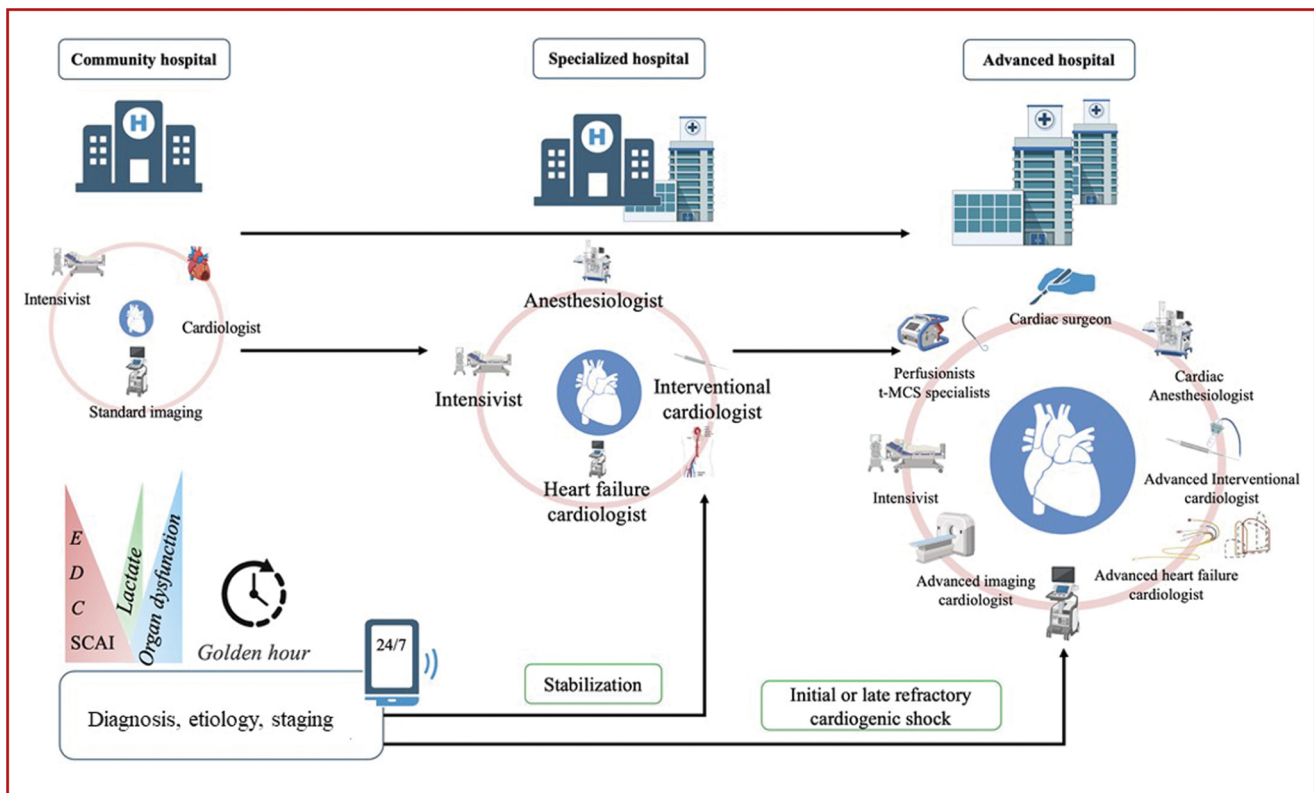 Community hospital
Specialized hospital
Advanced hospital
H
H
Intensivist
Cardiologist
Standard imaging
Anesthesiologist
Intensivist
Interventional
cardiologist
Heart failure
cardiologist
Cardiac surgeon
Perfusionists
t-MCS specialists
Cardiac
Anesthesiologist
Intensivist
Advanced Interventional
cardiologist
Advanced imaging
cardiologist
Advanced heart failure
cardiologist
E
D
C
SCAI
Lactate
Organ dysfunction
Golden hour
24/7
Diagnosis, etiology, staging
Stabilization
Initial or late refractory
cardiogenic shock